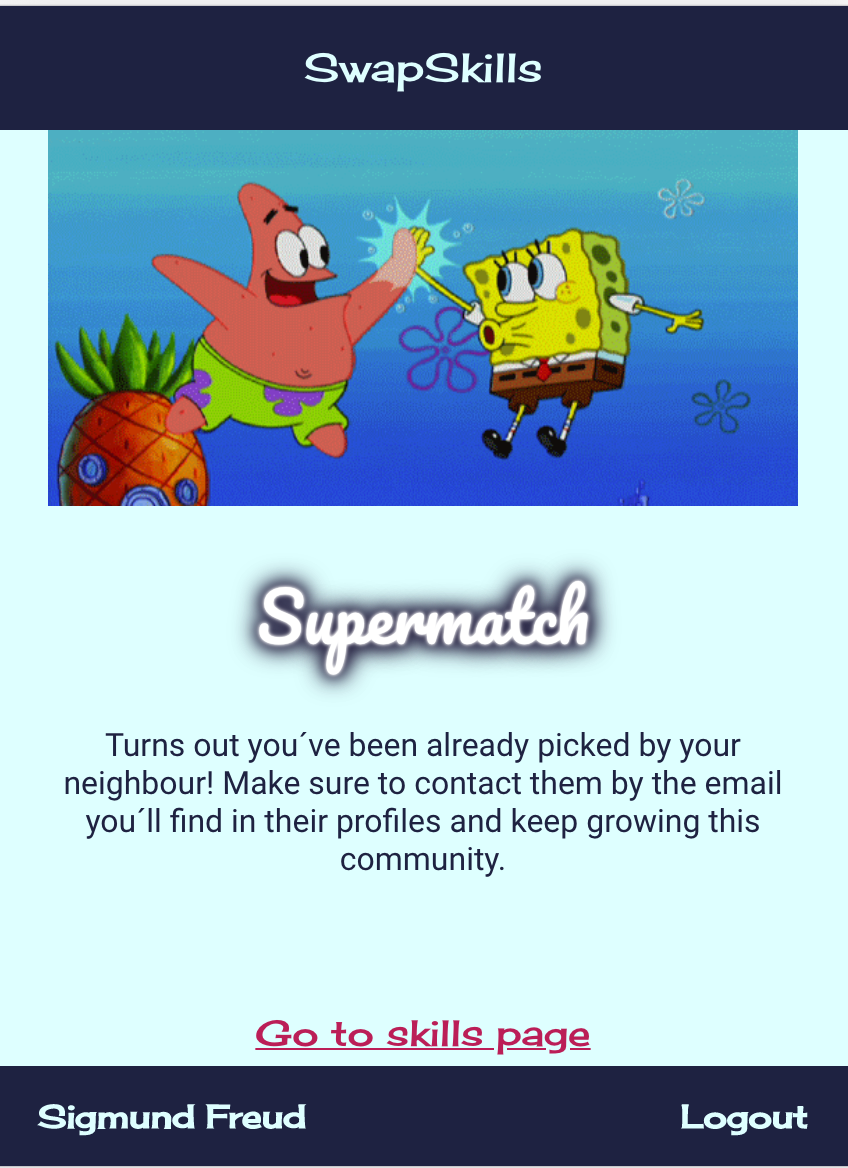 SwapSkills
Supermatch
Turns out you´ve been already picked by your
neighbour! Make sure to contact them by the email
you´ll find in their profiles and keep growing this
community.
Go to skills page
Sigmund Freud
Logout